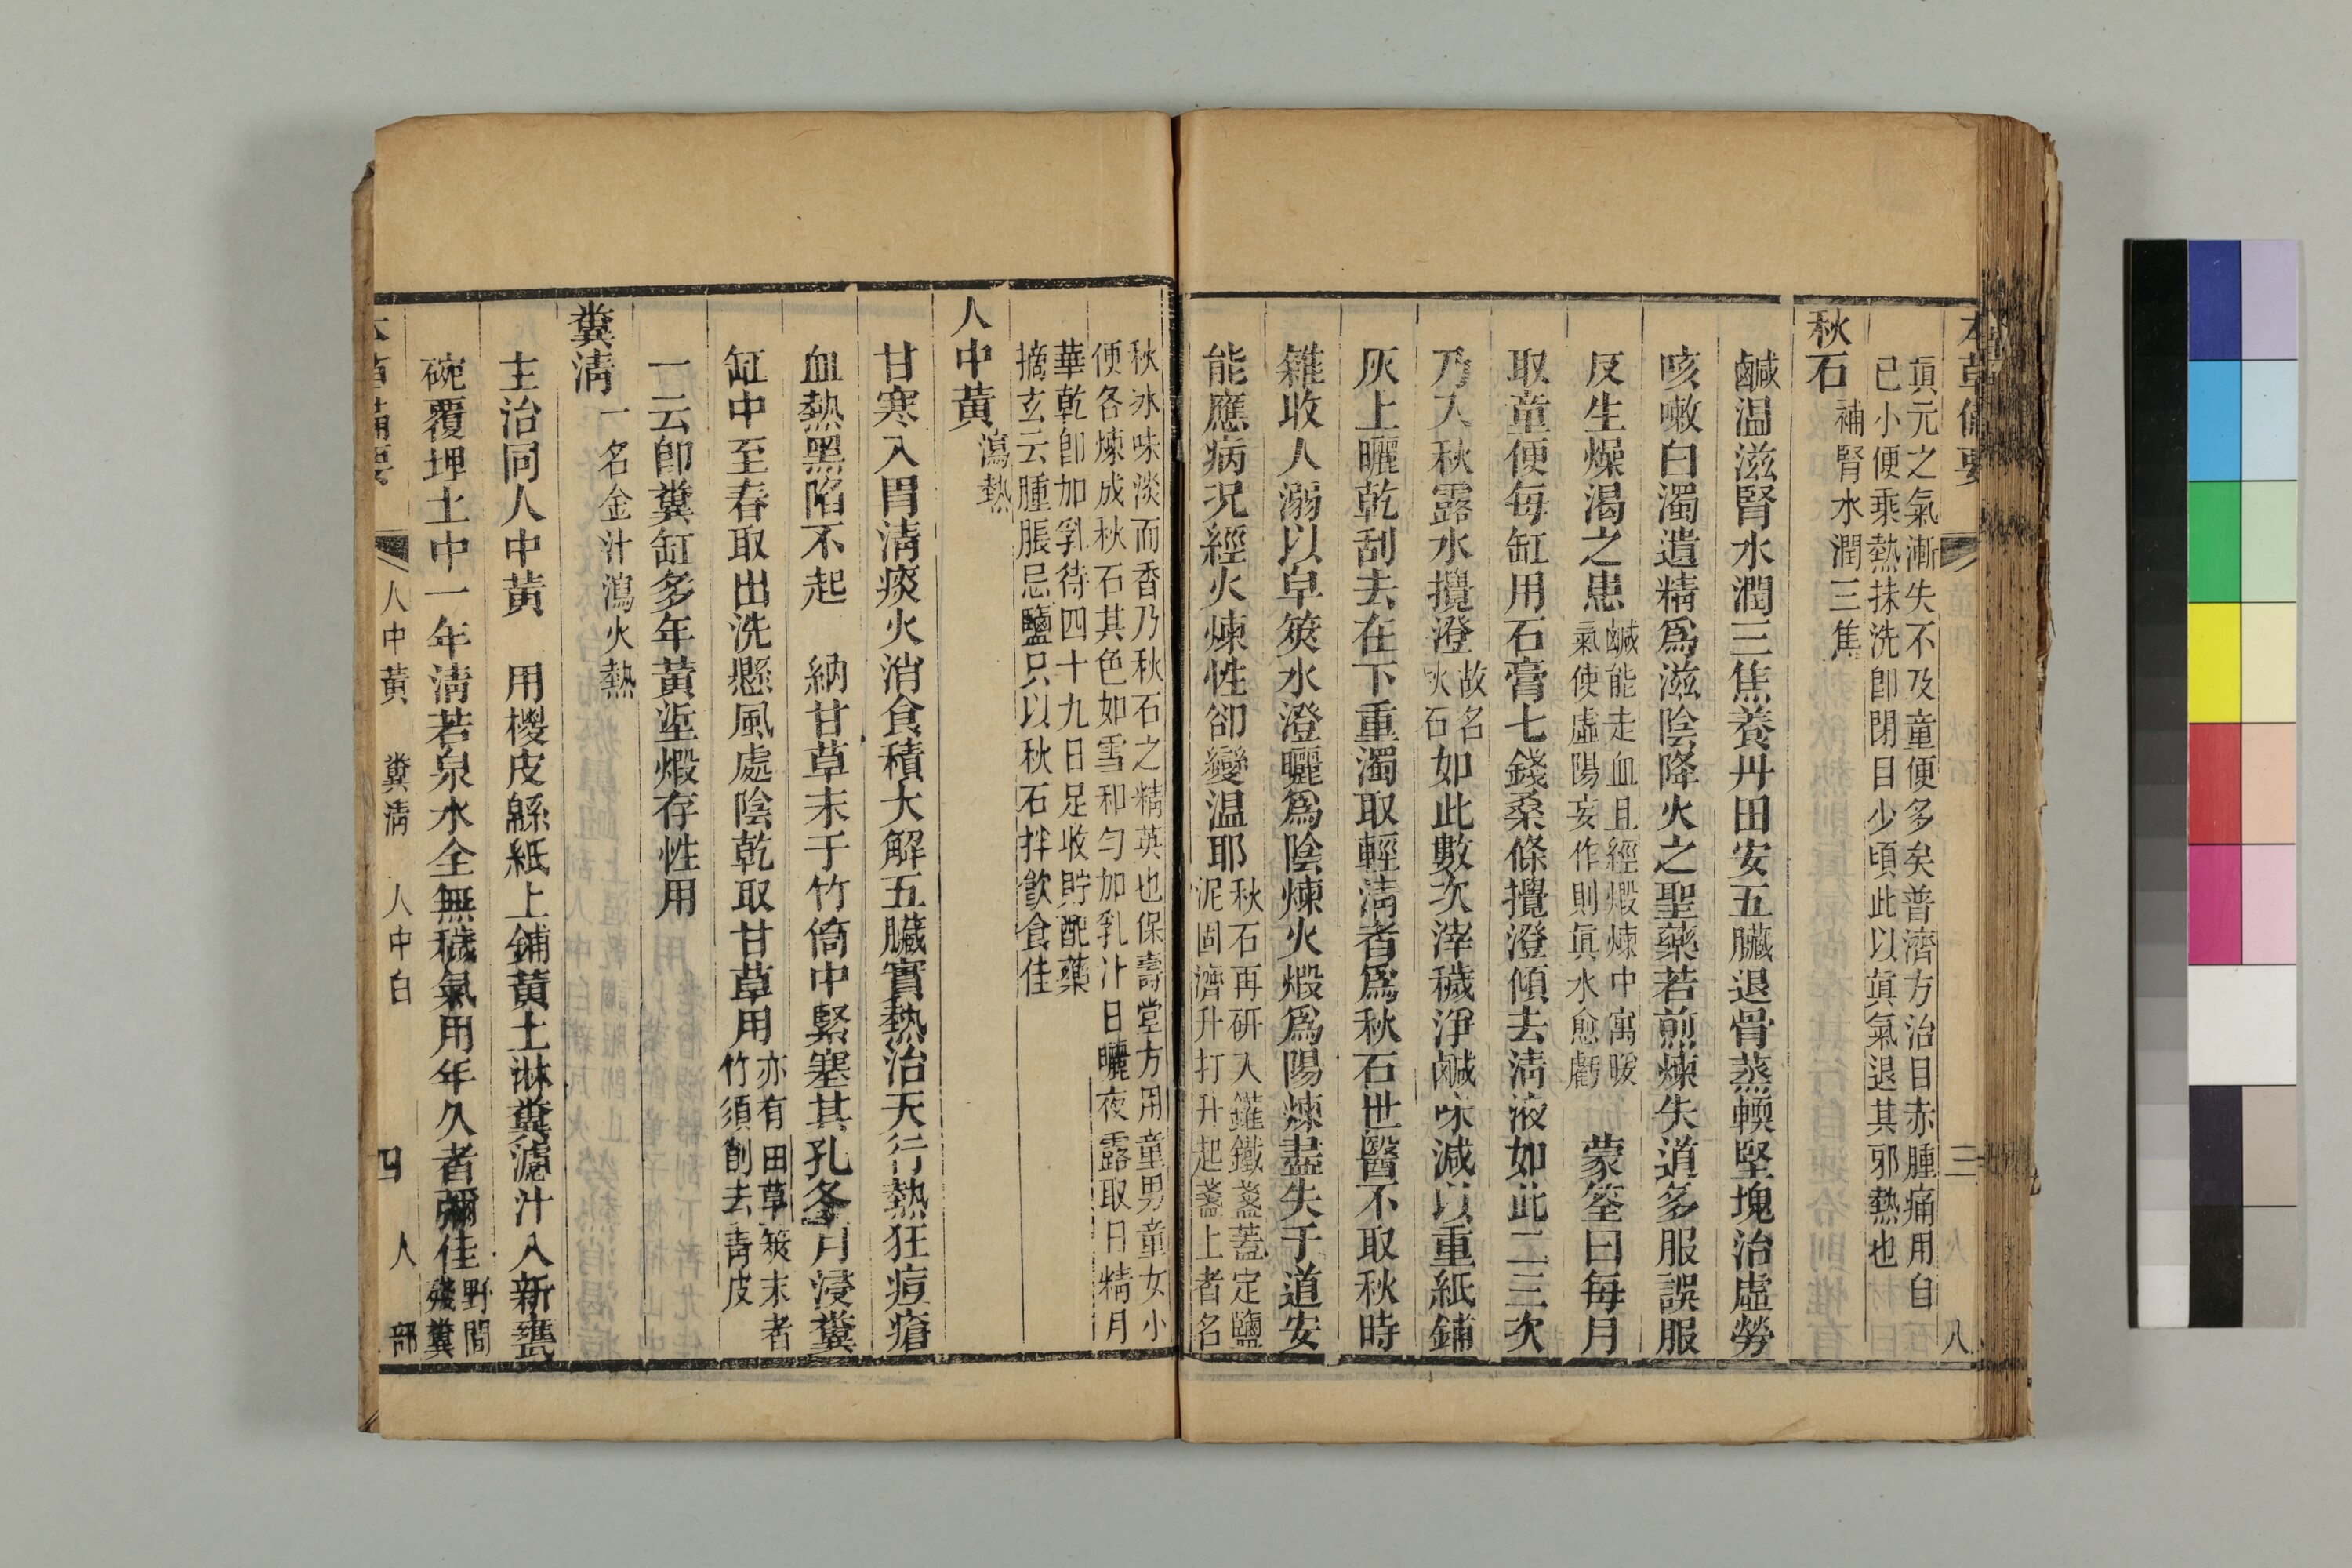 本草備要
三
眞元之氣漸失不及童便多矣普濟方治目赤腫痛用自
己小便乘熱抹洗卽閉目少頃此以眞氣退其邪熱也
秋石 補腎水潤三焦
鹹温滋腎水潤三焦養丹田安五臟退骨蒸輭堅塊治虛勞
咳嗽白濁遺精爲滋陰降火之聖藥若煎煉失道多服誤服
反生燥渴之患 鹹能走血且經煅煉中寓暖
氣使虛陽妄作則眞水愈虧 蒙筌曰每月
取童便每缸用石膏七錢桑條攪澄傾去淸液如此二三次
乃入秋露水攪澄 故名
秋石 如此數次滓穢淨鹹味減以重紙鋪
灰上曬乾刮去在下重濁取輕淸者爲秋石世醫不取秋時
雜收人溺以皁筴水澄曬爲陰煉火煅爲陽煉盡失于道安
能應病况經火煉性卻變温耶 秋石再研入鑵鐵盞蓋定鹽
泥固濟升打升起盞上者名
秋冰味淡而香乃秋石之精英也保壽堂方用童男童女小
便各煉成秋石其色如雪和勻加乳汁日曬夜露取日精月
華乾卽加乳待四十九日足收貯配藥
摘玄云腫脹忌鹽只以秋石拌飮食佳
人中黃 瀉熱
甘寒入胃淸痰火消食積大解五臟實熱治天行熱狂痘瘡
血熱黑陷不起 納甘草末于竹筩中緊塞其孔冬月浸糞
缸中至春取出洗懸風處陰乾取甘草用 亦有田草筴末者
竹須削去靑皮
一云卽糞缸多年黃垽煅存性用
糞淸 一名金汁瀉火熱
主治同人中黃 用椶皮緜紙上鋪黃土淋糞濾汁入新甕
碗覆埋土中一年淸若泉水全無穢氣用年久者彌佳 野間
殘糞
本草備要 人中黃 糞淸 人中白 四 人部